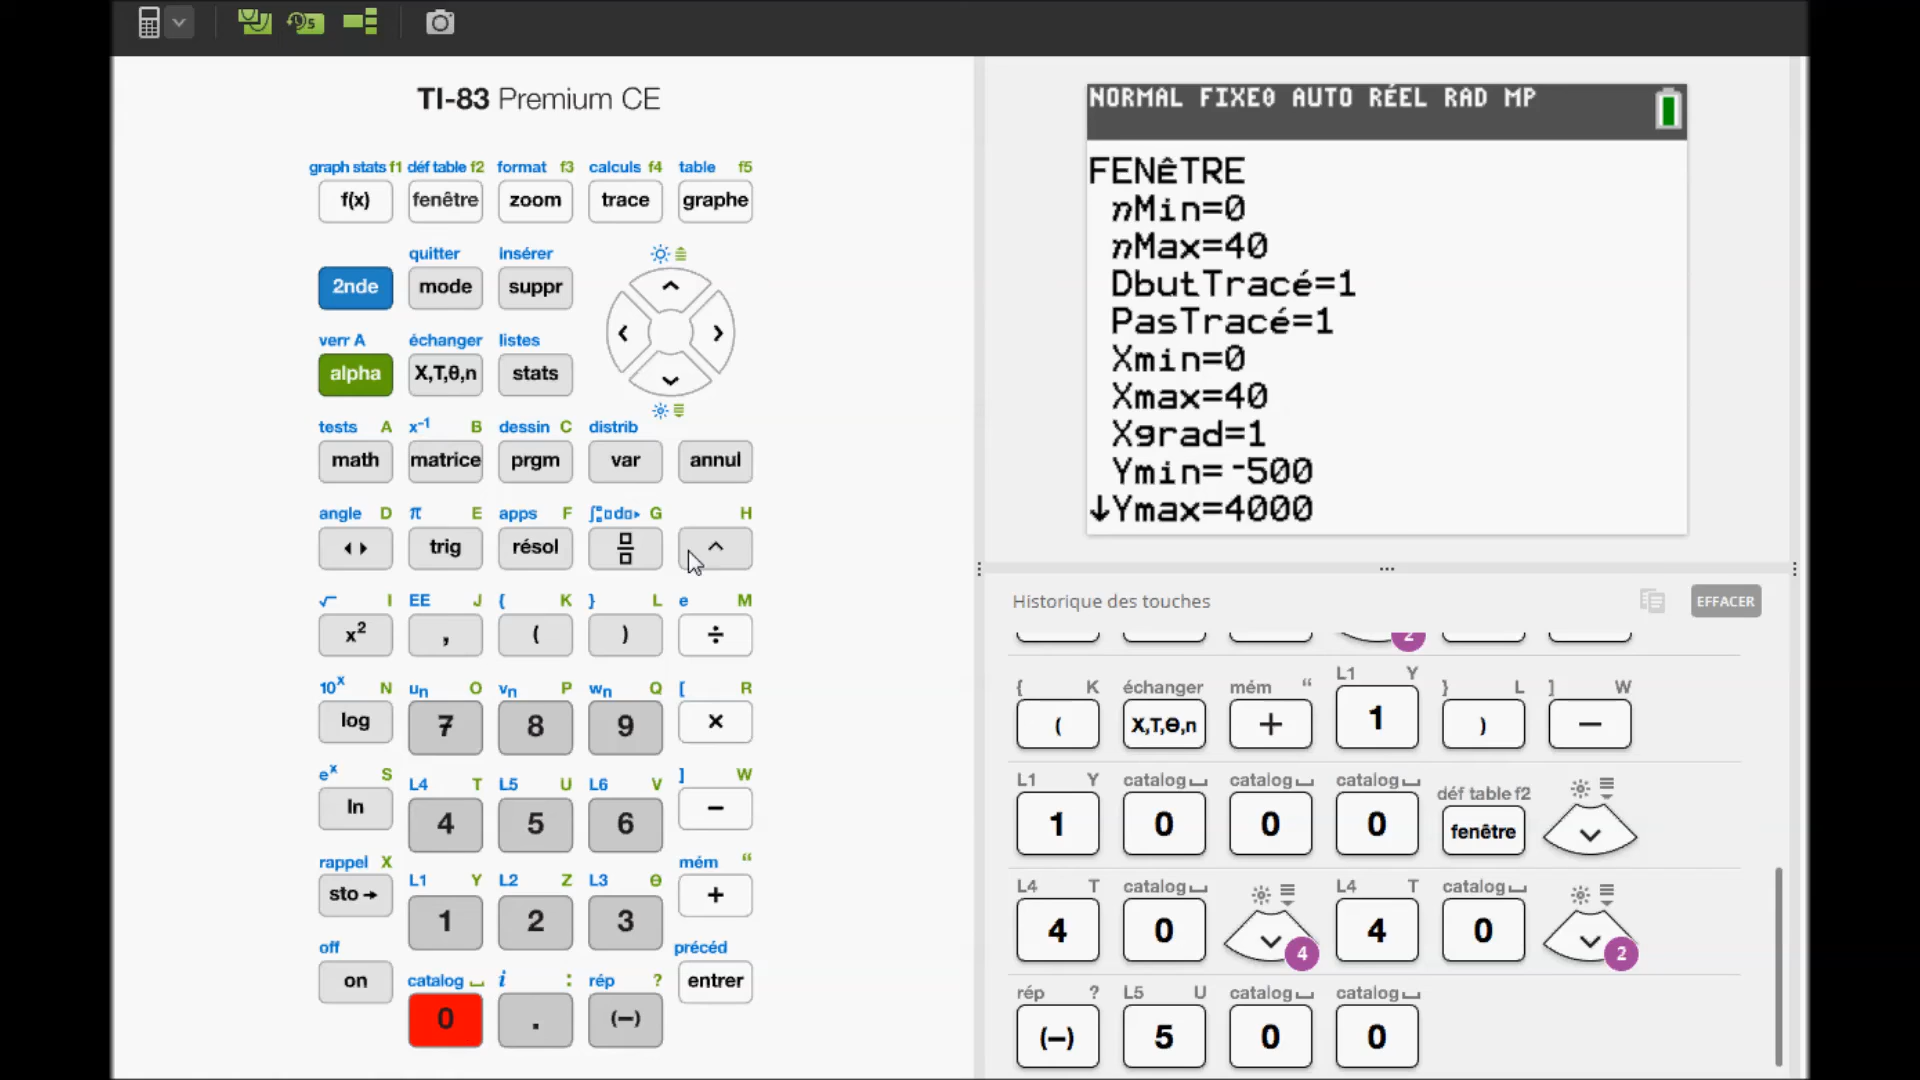 TI-83 Premium CE
graph stats f1 déf table f2 format f3 calculs f4 table f5
f(x) fenêtre zoom trace graphe
quitter insérer
2nde mode suppr
verr A échanger listes
alpha X,T,θ,n stats
tests A x⁻¹ B dessin C distrib
math matrice prgm var annul
angle D π E apps F G H
trig résol ^
√ I EE J { K } L e M
x² , ( ) ÷
10ˣ N uₙ O vₙ P wₙ Q [ R
log 7 8 9 ×
eˣ S L4 T L5 U L6 V ] W
ln 4 5 6 −
rappel X L1 Y L2 Z L3 θ mém “
sto→ 1 2 3 +
off catalog i : rép ? précéd
on 0 . (−) entrer
NORMAL FIXE0 AUTO RÉEL RAD MP
FENêTRE
nMin=0
nMax=40
DbutTracé=1
PasTracé=1
Xmin=0
Xmax=40
Xgrad=1
Ymin=-500
↓Ymax=4000
Historique des touches EFFACER
2
{ K échanger mém “ L1 Y } L ] W
( X,T,Θ,n + 1 ) −
L1 Y catalog catalog catalog déf table f2
1 0 0 0 fenêtre
L4 T catalog L4 T catalog
4 0 4 4 0 2
rép ? L5 U catalog catalog
(−) 5 0 0